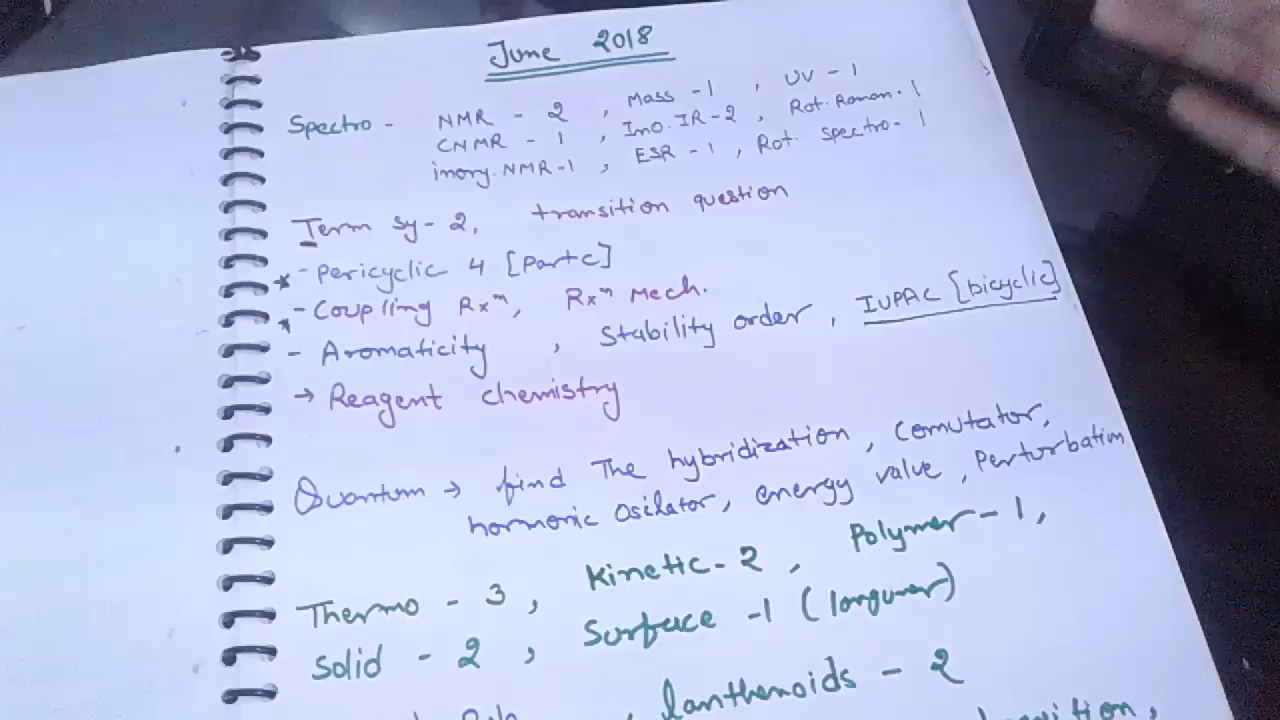 June 2018
Spectro - NMR - 2 , Mass - 1 , UV - 1
CNMR - 1 , Ino. IR - 2 , Rot. Raman. 1
inorg. NMR - 1 , ESR - 1 , Rot. Spectro - 1
Term sy - 2, transition question
* - Pericyclic 4 [Part C]
* - Coupling Rxⁿ, Rxⁿ Mech.
- Aromaticity , Stability order , IUPAC [bicyclic]
→ Reagent chemistry
Quantum → find The hybridization , Comutator,
hormonic Oscilator, energy value , Perturbation
Thermo - 3 , Kinetic - 2 , Polymer - 1 ,
Solid - 2 , Surface - 1 (
lanthenoids - 2